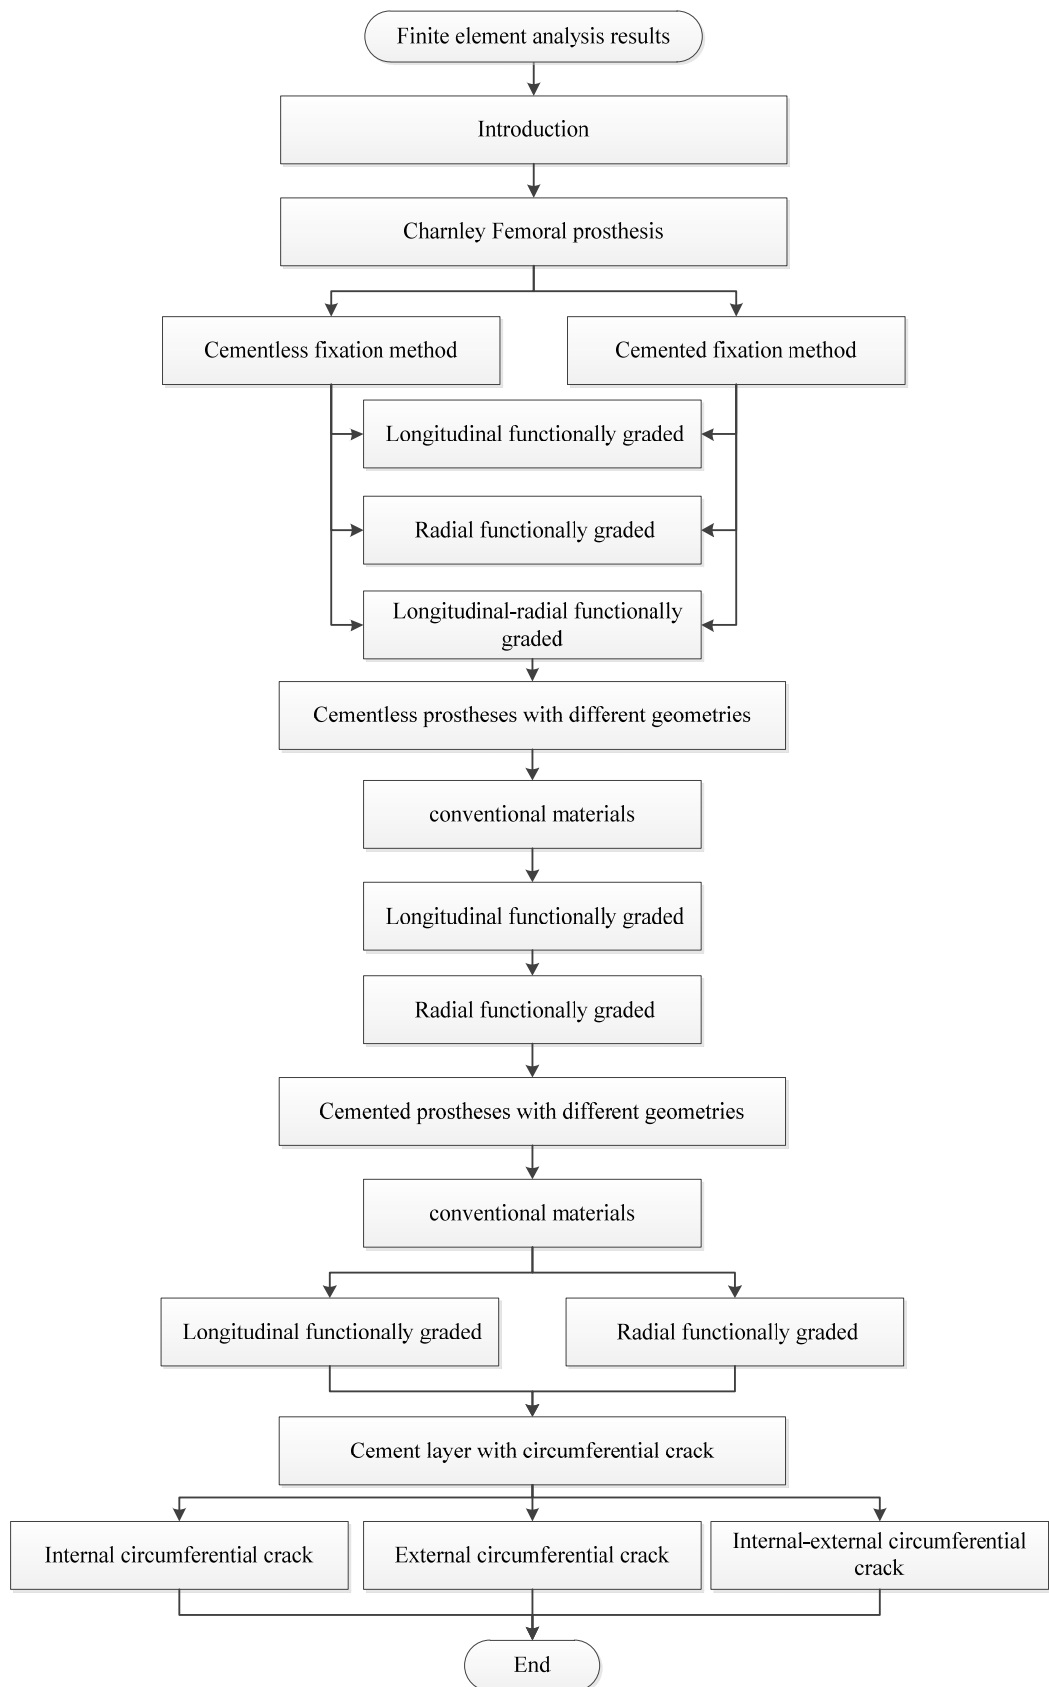 Finite element analysis results
Introduction
Charnley Femoral prosthesis
Cementless fixation method
Cemented fixation method
Longitudinal functionally graded
Radial functionally graded
Longitudinal-radial functionally
graded
Cementless prostheses with different geometries
conventional materials
Longitudinal functionally graded
Radial functionally graded
Cemented prostheses with different geometries
conventional materials
Longitudinal functionally graded
Radial functionally graded
Cement layer with circumferential crack
Internal circumferential crack
External circumferential crack
Internal-external circumferential
crack
End